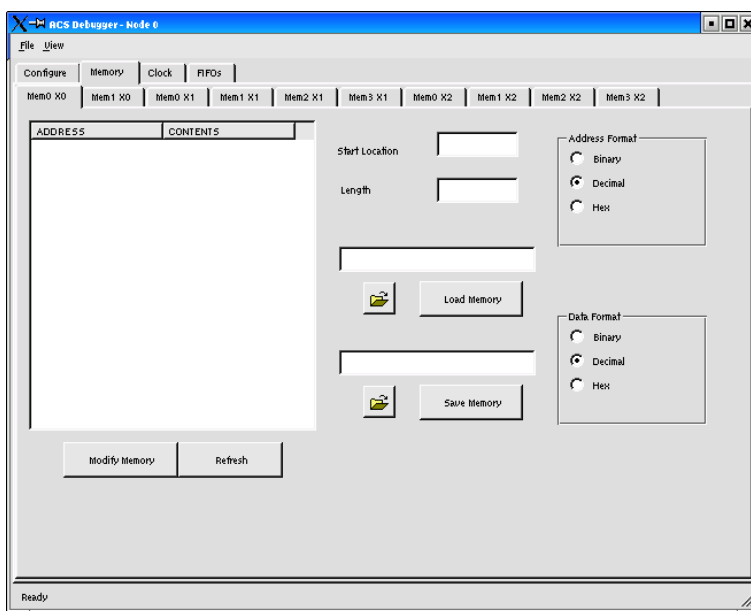 ACS Debugger - Node 0
File View
Configure Memory Clock FIFOs
Mem0 X0 Mem1 X0 Mem0 X1 Mem1 X1 Mem2 X1 Mem3 X1 Mem0 X2 Mem1 X2 Mem2 X2 Mem3 X2
ADDRESS CONTENTS
Start Location
Length
Address Format
Binary
Decimal
Hex
Load Memory
Data Format
Binary
Decimal
Hex
Save Memory
Modify Memory Refresh
Ready